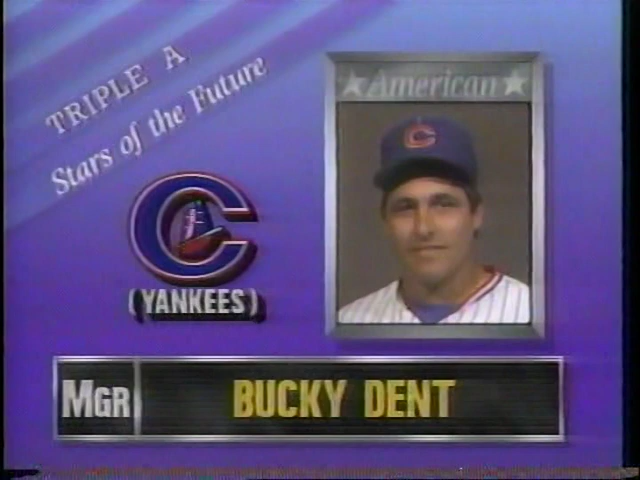 TRIPLE A
Stars of the Future
American
C
C
(YANKEES)
MGR BUCKY DENT